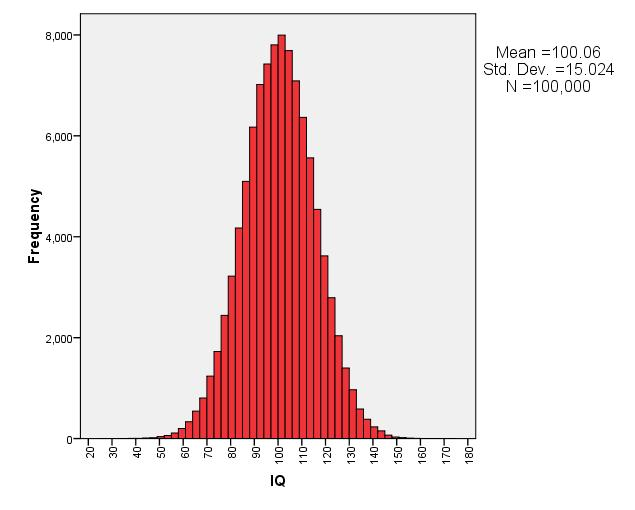 Mean =100.06
Std. Dev. =15.024
N =100,000
8,000
6,000
4,000
2,000
0
Frequency
20 30 40 50 60 70 80 90 100 110 120 130 140 150 160 170 180
IQ